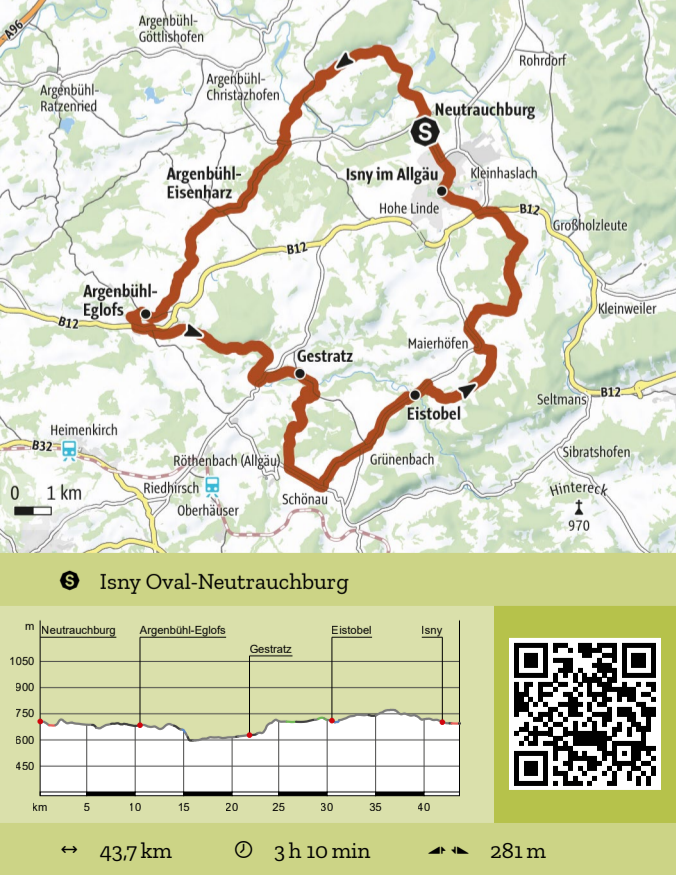 A96
Argenbühl-
Göttlishofen
Rohrdorf
Argenbühl-
Ratzenried
Argenbühl-
Christazhofen
Neutrauchburg
S
Argenbühl-
Eisenharz
Isny im Allgäu
Kleinhaslach
Hohe Linde
B12
Großholzleute
B12
Argenbühl-
Eglofs
B12
Kleinweiler
Maierhöfen
Gestratz
Eistobel
B12
Seltmans
Heimenkirch
B32
Röthenbach (Allgäu)
Grünenbach
Sibratshofen
Riedhirsch
Schönau
Hintereck
970
Oberhäuser
0 1 km
S Isny Oval-Neutrauchburg
m
Neutrauchburg
Argenbühl-Eglofs
Gestratz
Eistobel
Isny
1050
900
750
600
450
km 5 10 15 20 25 30 35 40
43,7 km 3 h 10 min 281 m